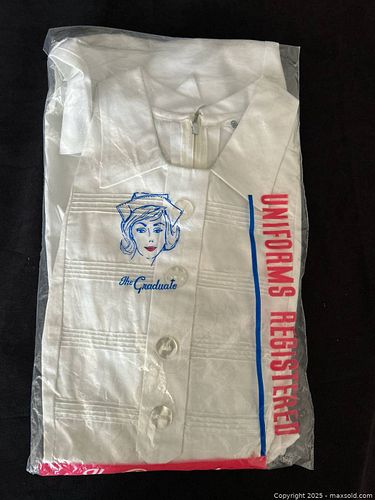 The Graduate
UNIFORMS REGISTERED
Copyright 2025 - maxsold.com